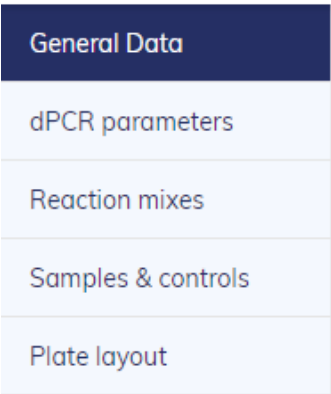 General Data
dPCR parameters
Reaction mixes
Samples & controls
Plate layout